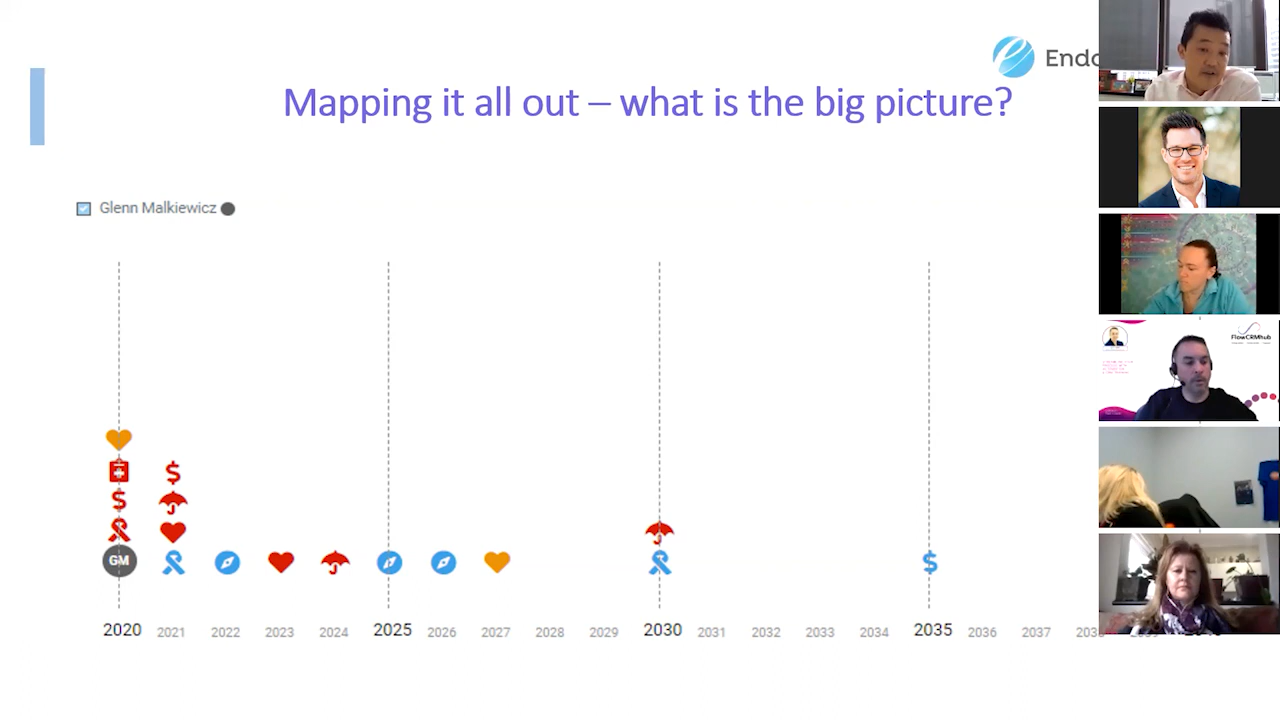 Endo
Mapping it all out – what is the big picture?
Glenn Malkiewicz
FlowCRMhub
$
$
GM
$
2020 2021 2022 2023 2024 2025 2026 2027 2028 2029 2030 2031 2032 2033 2034 2035 2036 2037 2038